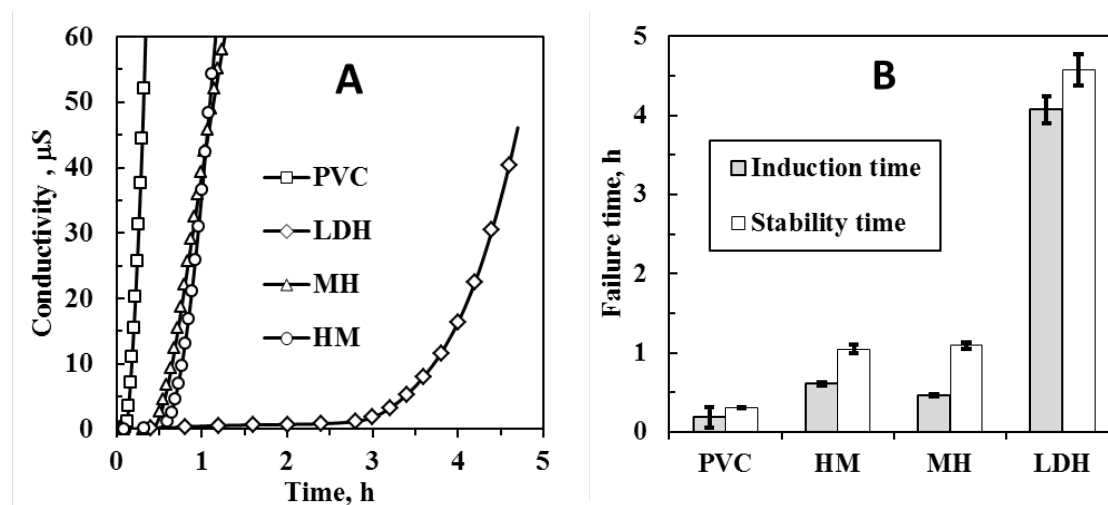 A
60
50
40
30
20
10
0
Conductivity , µS
PVC
LDH
MH
HM
0 1 2 3 4 5
Time, h
B
5
4
3
2
1
0
Failure time, h
Induction time
Stability time
PVC HM MH LDH